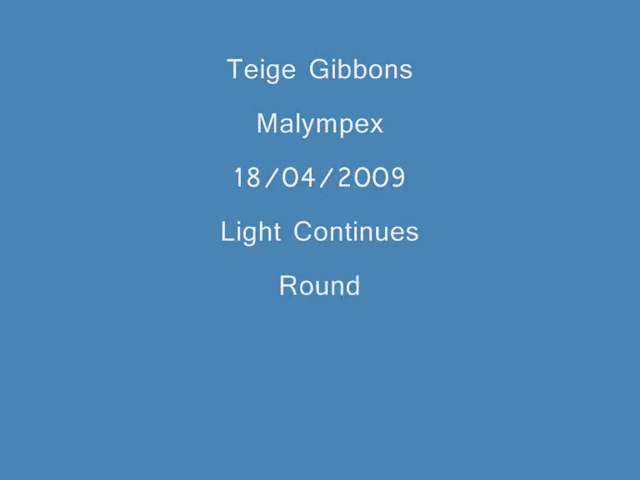 Teige Gibbons
Malympex
18/04/2009
Light Continues
Round